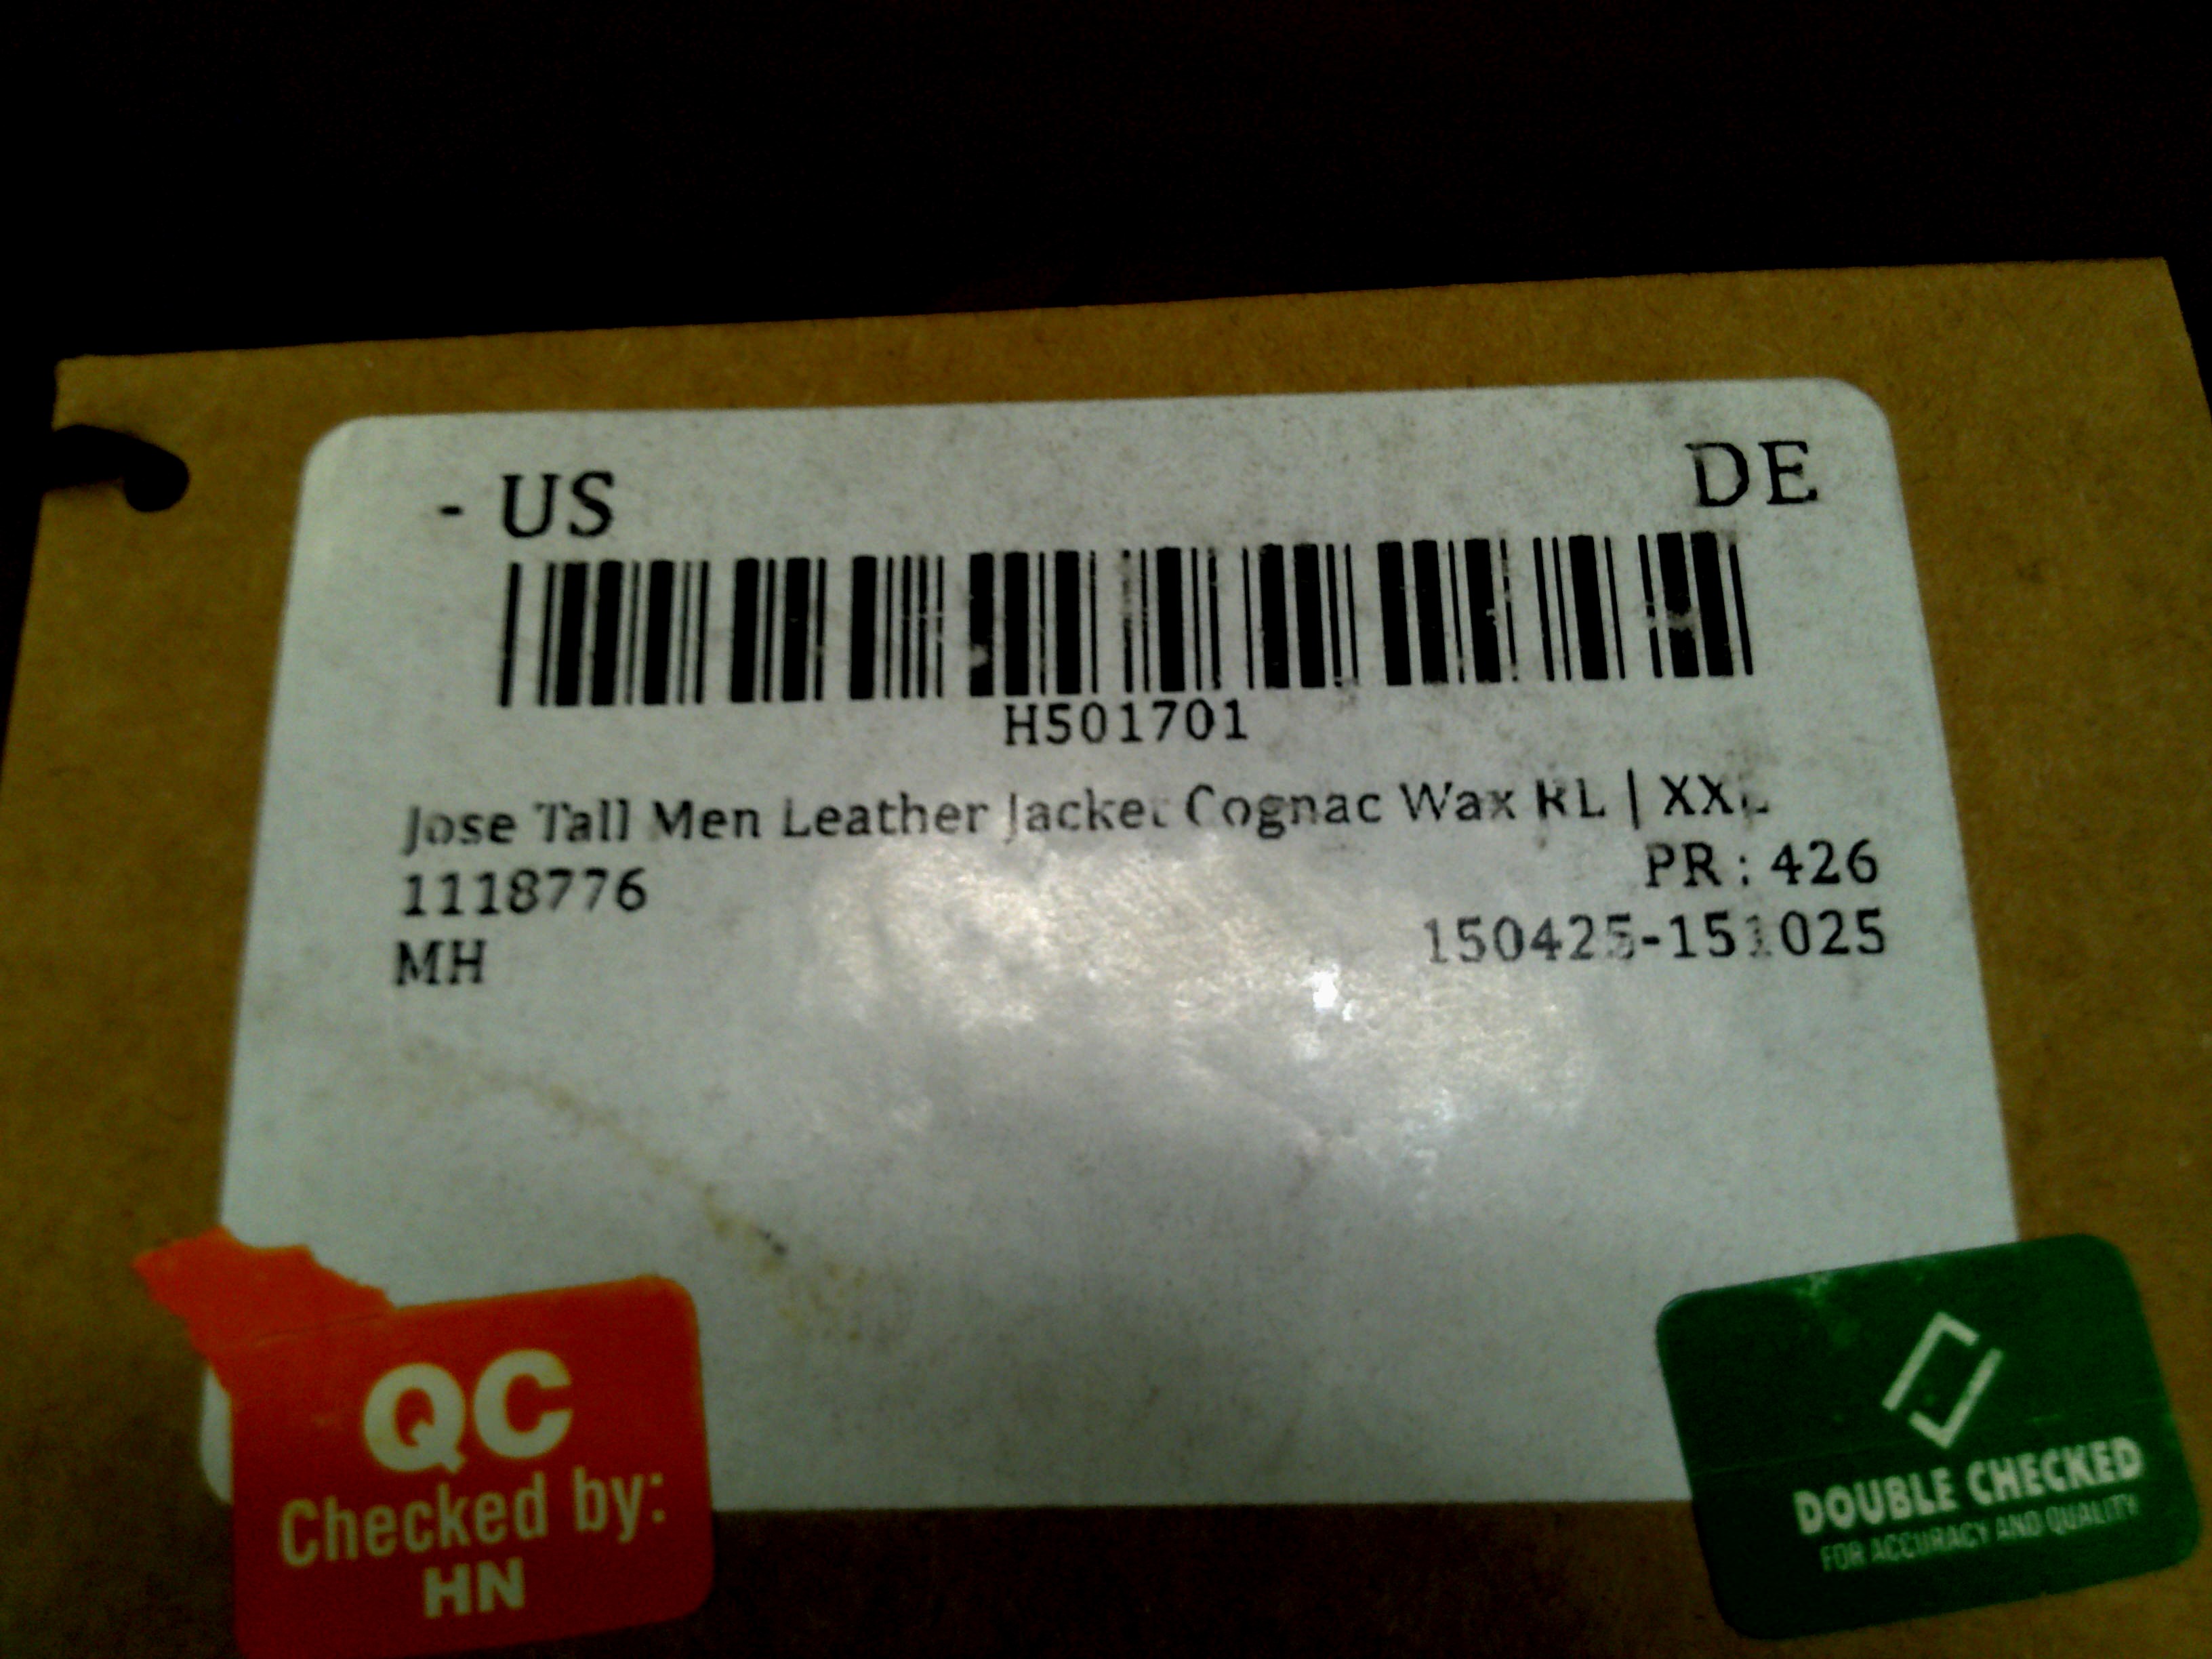 - US DE
H501701
Jose Tall Men Leather Jacket Cognac Wax RL | XXL
1118776 PR : 426
MH 150425-151025
QC
Checked by:
HN
DOUBLE CHECKED
FOR ACCURACY AND QUALITY